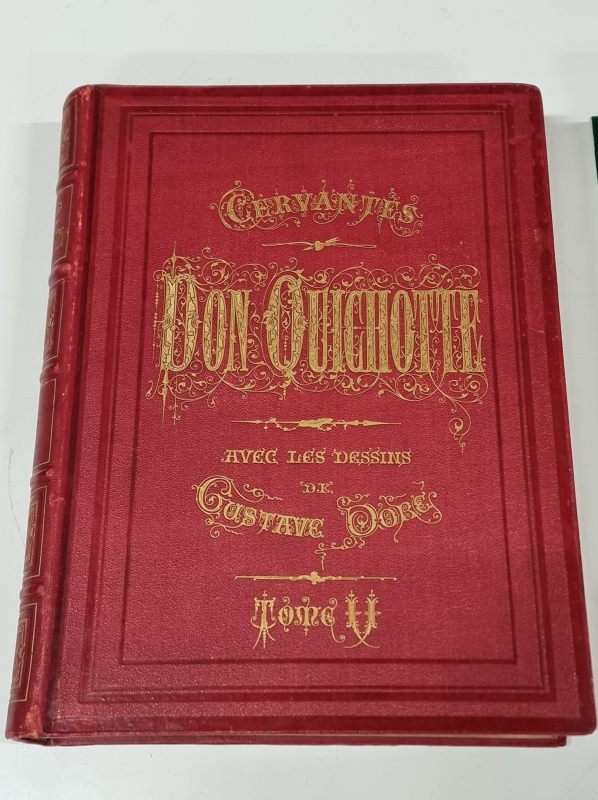 CERVANTES
DON QUICHOTTE
AVEC LES DESSINS
DE
GUSTAVE DORÉ
TOME II